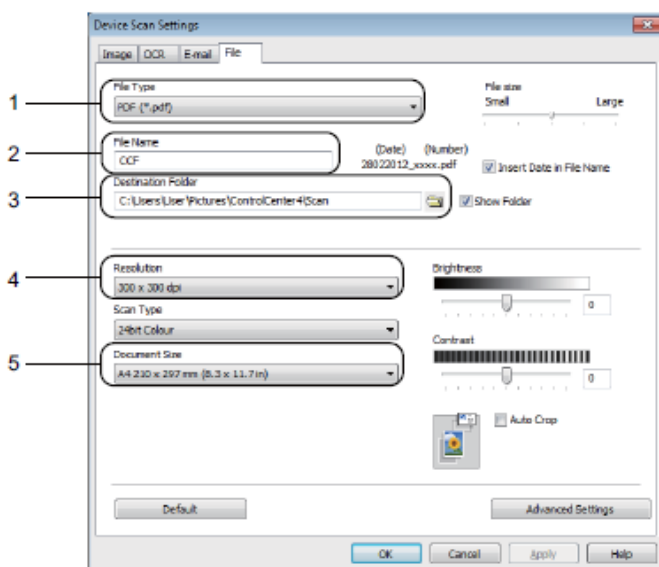 Device Scan Settings
Image OCR E-mail File
1
File Type
PDF (*.pdf)
File size
Small Large
2
File Name
CCF
(Date) (Number)
28022012_xxxx.pdf
Insert Date in File Name
3
Destination Folder
C:\Users\User\Pictures\ControlCenter4\Scan
Show Folder
4
Resolution
300 x 300 dpi
Brightness
0
Scan Type
24bit Colour
Contrast
0
5
Document Size
A4 210 x 297 mm (8.3 x 11.7 in)
Auto Crop
Default
Advanced Settings
OK Cancel Apply Help